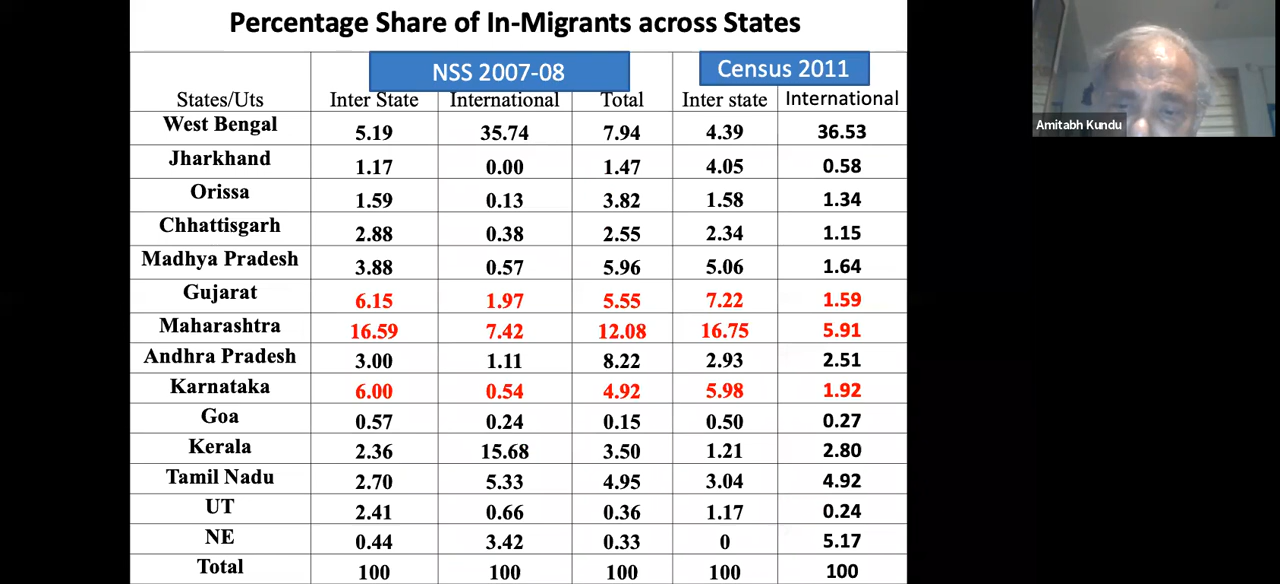 Percentage Share of In-Migrants across States
NSS 2007-08 Census 2011
States/Uts Inter State International Total Inter state International
West Bengal 5.19 35.74 7.94 4.39 36.53
Jharkhand 1.17 0.00 1.47 4.05 0.58
Orissa 1.59 0.13 3.82 1.58 1.34
Chhattisgarh 2.88 0.38 2.55 2.34 1.15
Madhya Pradesh 3.88 0.57 5.96 5.06 1.64
Gujarat 6.15 1.97 5.55 7.22 1.59
Maharashtra 16.59 7.42 12.08 16.75 5.91
Andhra Pradesh 3.00 1.11 8.22 2.93 2.51
Karnataka 6.00 0.54 4.92 5.98 1.92
Goa 0.57 0.24 0.15 0.50 0.27
Kerala 2.36 15.68 3.50 1.21 2.80
Tamil Nadu 2.70 5.33 4.95 3.04 4.92
UT 2.41 0.66 0.36 1.17 0.24
NE 0.44 3.42 0.33 0 5.17
Total 100 100 100 100 100
Amitabh Kundu